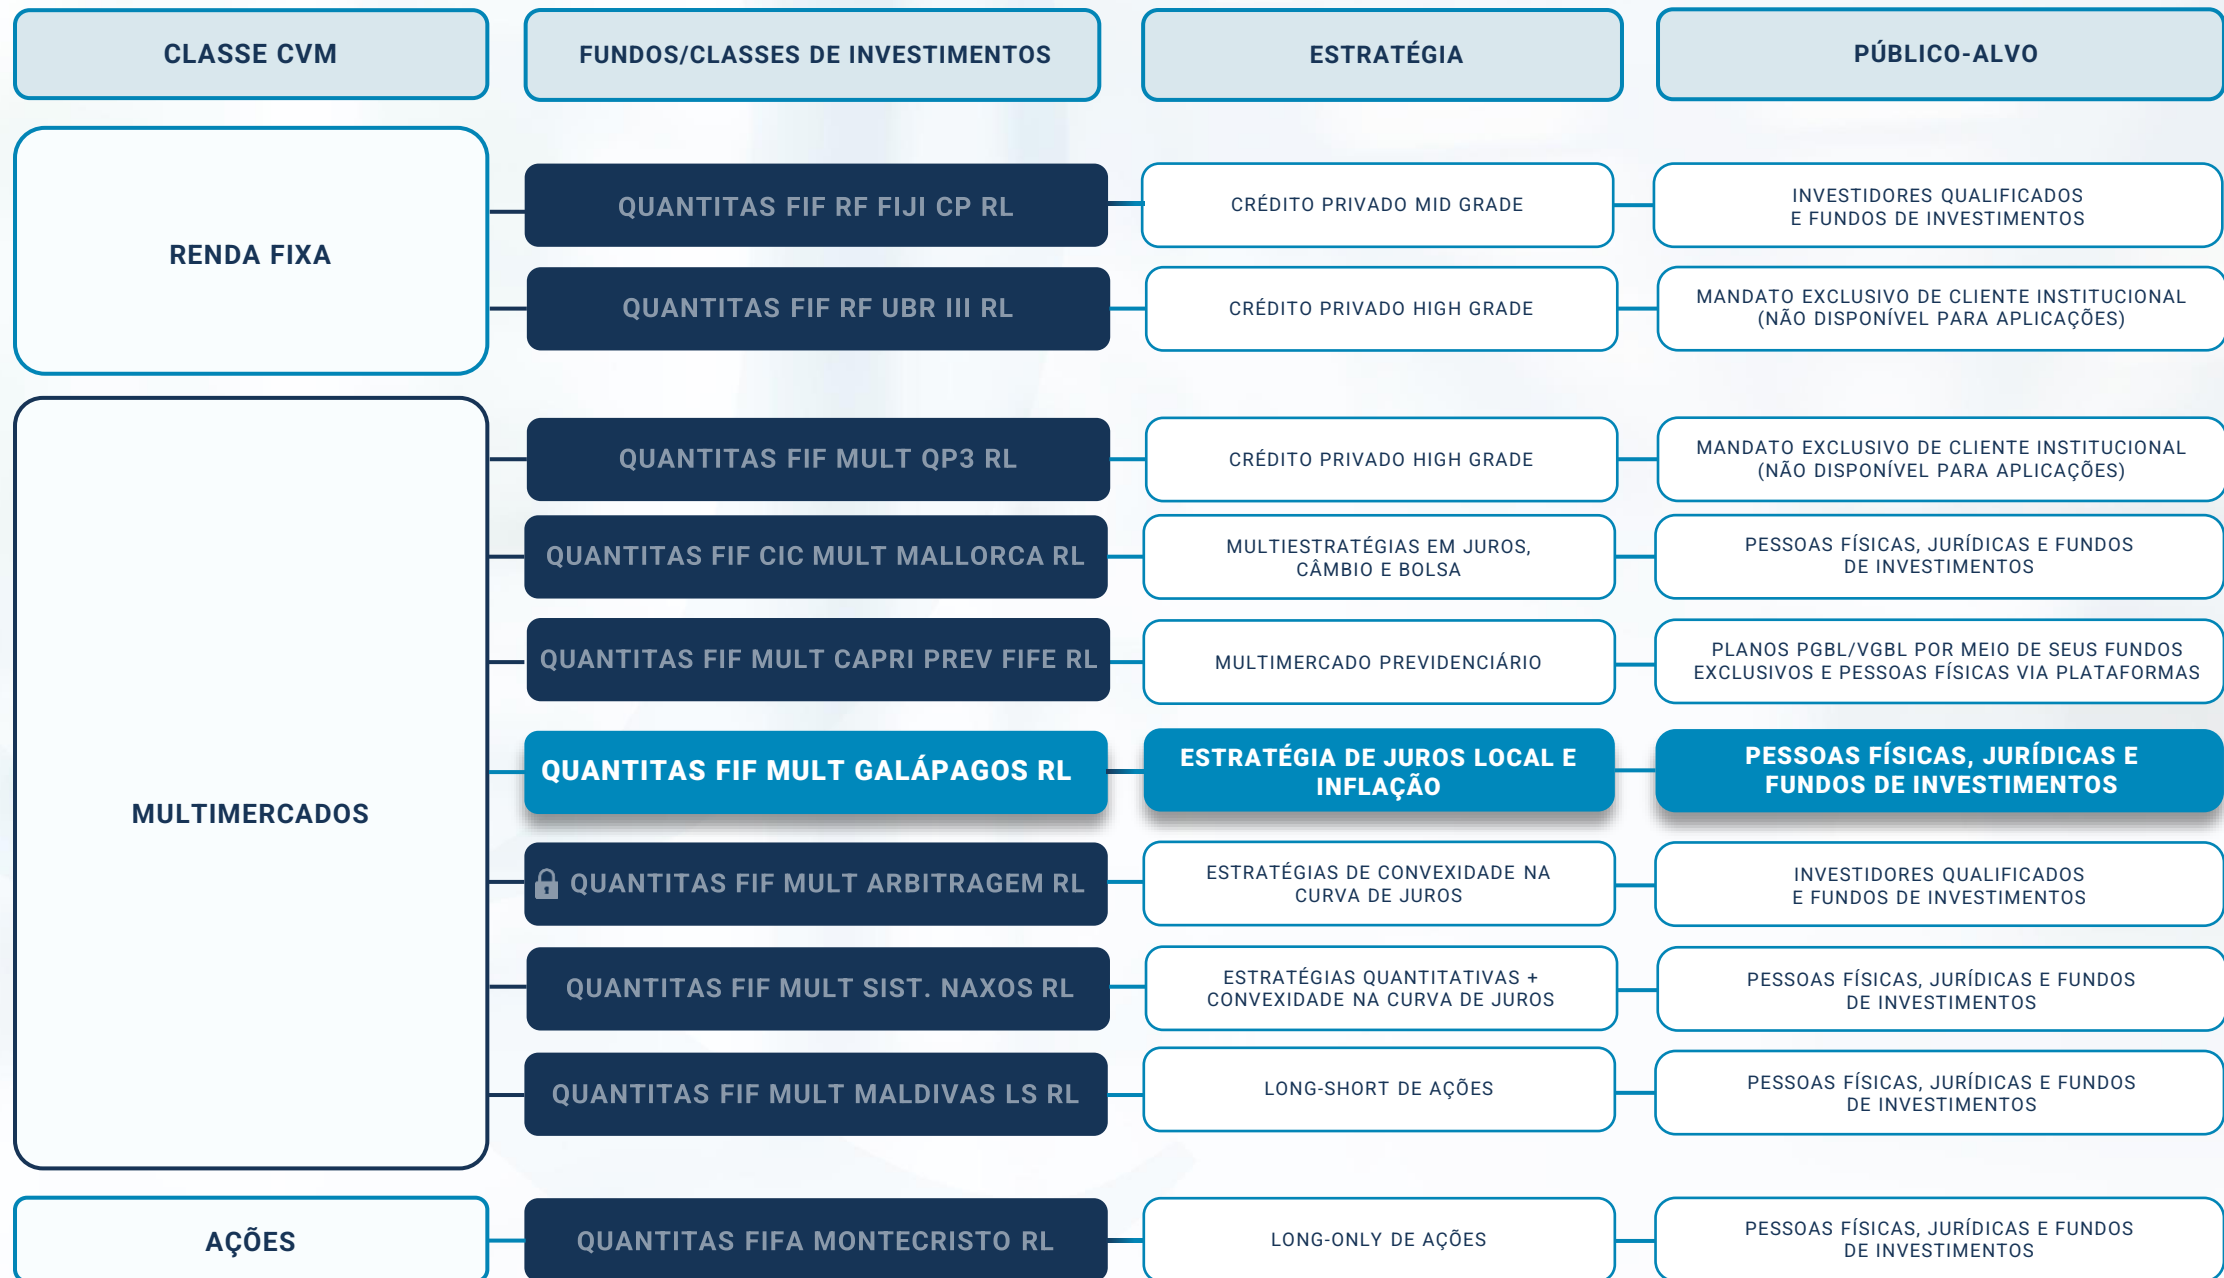 CLASSE CVM
FUNDOS/CLASSES DE INVESTIMENTOS
ESTRATÉGIA
PÚBLICO-ALVO
RENDA FIXA
QUANTITAS FIF RF FIJI CP RL
CRÉDITO PRIVADO MID GRADE
INVESTIDORES QUALIFICADOS
E FUNDOS DE INVESTIMENTOS
QUANTITAS FIF RF UBR III RL
CRÉDITO PRIVADO HIGH GRADE
MANDATO EXCLUSIVO DE CLIENTE INSTITUCIONAL
(NÃO DISPONÍVEL PARA APLICAÇÕES)
MULTIMERCADOS
QUANTITAS FIF MULT QP3 RL
CRÉDITO PRIVADO HIGH GRADE
MANDATO EXCLUSIVO DE CLIENTE INSTITUCIONAL
(NÃO DISPONÍVEL PARA APLICAÇÕES)
QUANTITAS FIF CIC MULT MALLORCA RL
MULTIESTRATÉGIAS EM JUROS,
CÂMBIO E BOLSA
PESSOAS FÍSICAS, JURÍDICAS E FUNDOS
DE INVESTIMENTOS
QUANTITAS FIF MULT CAPRI PREV FIFE RL
MULTIMERCADO PREVIDENCIÁRIO
PLANOS PGBL/VGBL POR MEIO DE SEUS FUNDOS
EXCLUSIVOS E PESSOAS FÍSICAS VIA PLATAFORMAS
QUANTITAS FIF MULT GALÁPAGOS RL
ESTRATÉGIA DE JUROS LOCAL E
INFLAÇÃO
PESSOAS FÍSICAS, JURÍDICAS E
FUNDOS DE INVESTIMENTOS
QUANTITAS FIF MULT ARBITRAGEM RL
ESTRATÉGIAS DE CONVEXIDADE NA
CURVA DE JUROS
INVESTIDORES QUALIFICADOS
E FUNDOS DE INVESTIMENTOS
QUANTITAS FIF MULT SIST. NAXOS RL
ESTRATÉGIAS QUANTITATIVAS +
CONVEXIDADE NA CURVA DE JUROS
PESSOAS FÍSICAS, JURÍDICAS E FUNDOS
DE INVESTIMENTOS
QUANTITAS FIF MULT MALDIVAS LS RL
LONG-SHORT DE AÇÕES
PESSOAS FÍSICAS, JURÍDICAS E FUNDOS
DE INVESTIMENTOS
AÇÕES
QUANTITAS FIFA MONTECRISTO RL
LONG-ONLY DE AÇÕES
PESSOAS FÍSICAS, JURÍDICAS E FUNDOS
DE INVESTIMENTOS